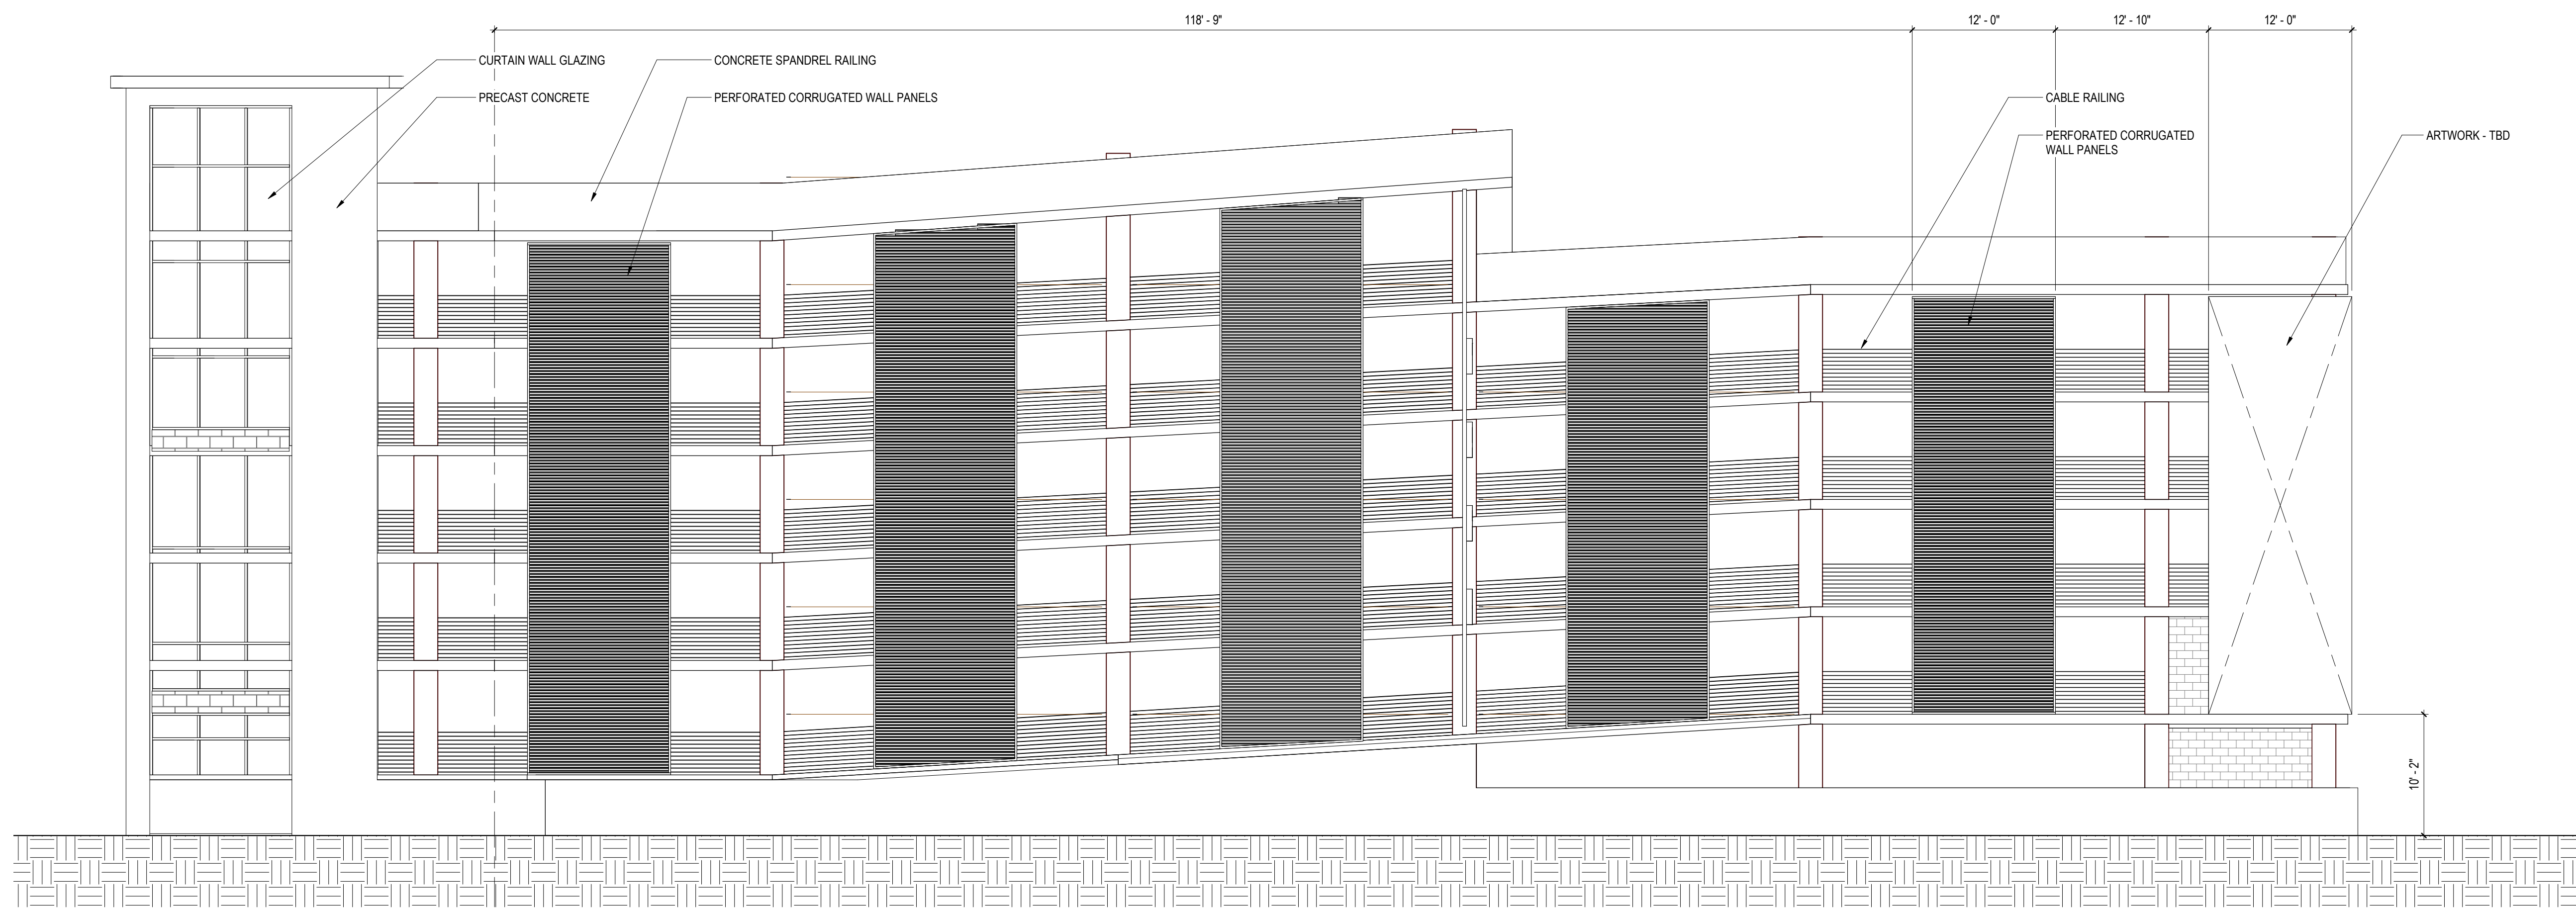 118' - 9"
12' - 0"
12' - 10"
12' - 0"
CURTAIN WALL GLAZING
CONCRETE SPANDREL RAILING
PRECAST CONCRETE
PERFORATED CORRUGATED WALL PANELS
CABLE RAILING
PERFORATED CORRUGATED
WALL PANELS
ARTWORK - TBD
10' - 2"